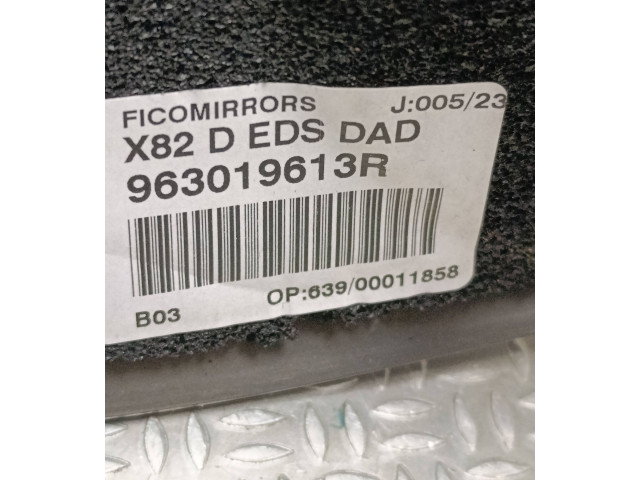 FICOMIRRORS J:005/23
X82 D EDS DAD
963019613R
B03 OP:639/00011858